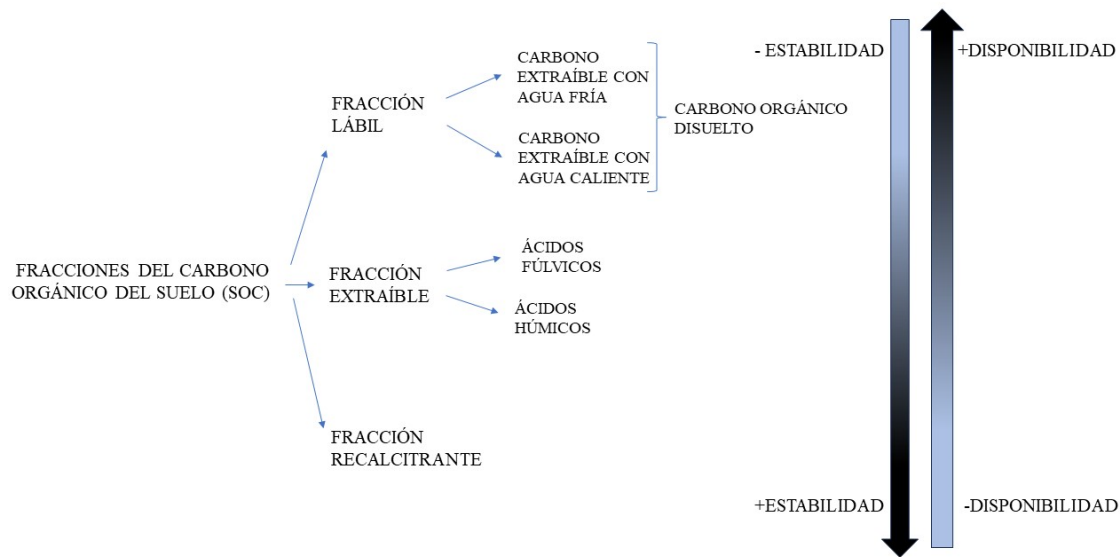 - ESTABILIDAD
+DISPONIBILIDAD
CARBONO
EXTRAÍBLE CON
AGUA FRÍA
FRACCIÓN
LÁBIL
CARBONO ORGÁNICO
DISUELTO
CARBONO
EXTRAÍBLE CON
AGUA CALIENTE
FRACCIONES DEL CARBONO
ORGÁNICO DEL SUELO (SOC)
FRACCIÓN
EXTRAÍBLE
ÁCIDOS
FÚLVICOS
ÁCIDOS
HÚMICOS
FRACCIÓN
RECALCITRANTE
+ESTABILIDAD
-DISPONIBILIDAD